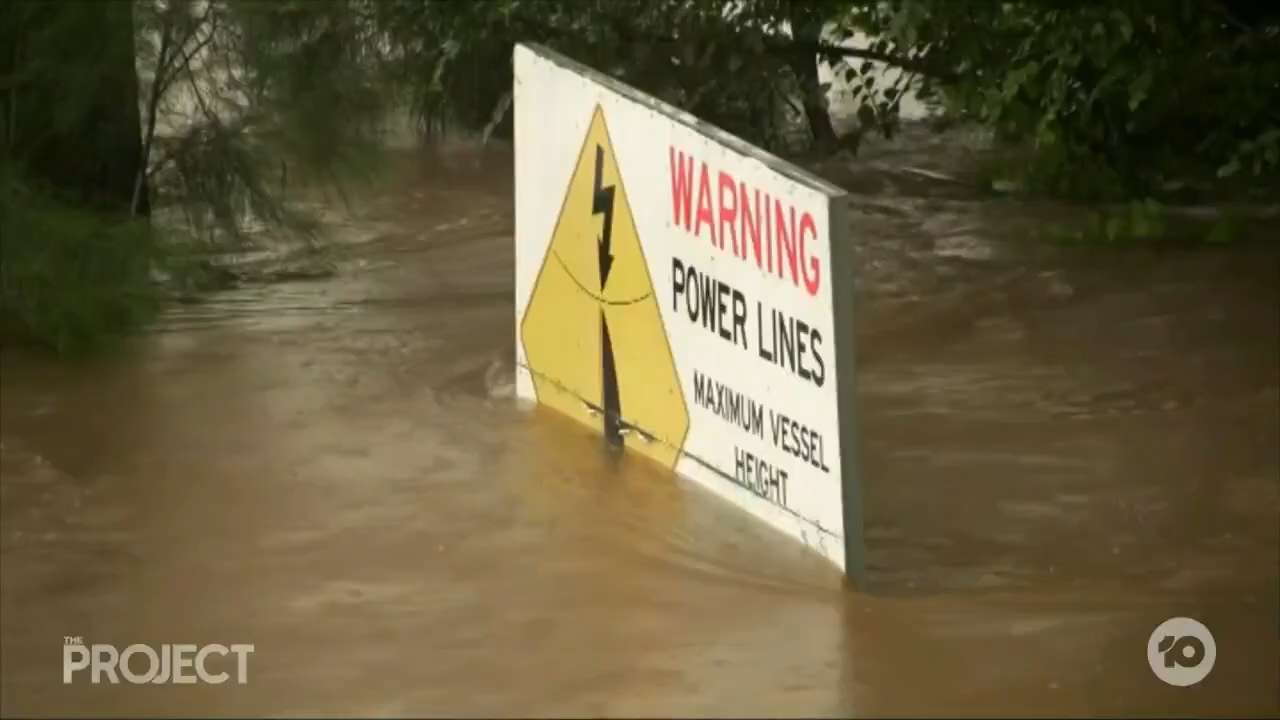 WARNING
POWER LINES
MAXIMUM VESSEL
HEIGHT
THE
PROJECT
10